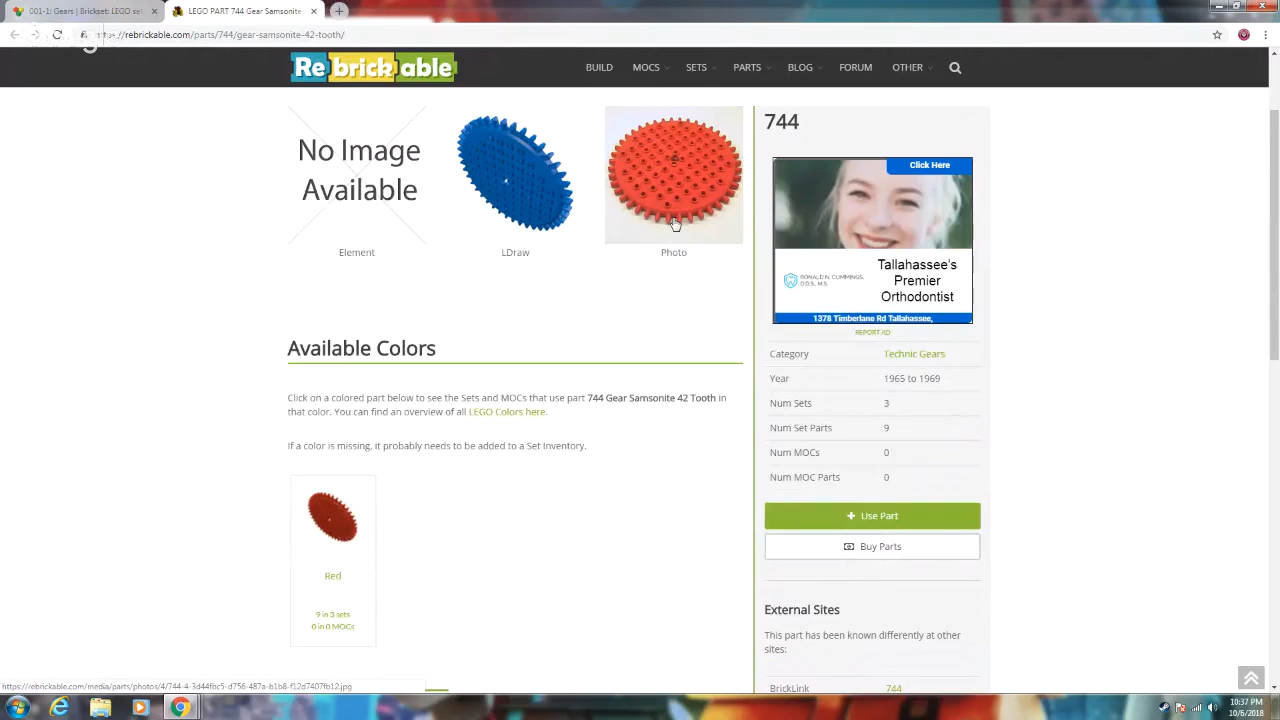 001-1: Gears | Brickset: LEGO se
LEGO PART 744 Gear Samsonite
https://rebrickable.com/parts/744/gear-samsonite-42-tooth/
Rebrickable
BUILD MOCS SETS PARTS BLOG FORUM OTHER
No Image
Available
Element
LDraw
Photo
744
Click Here
RONALD N. CUMMINGS,
D.D.S., M.S.
Tallahassee's
Premier
Orthodontist
1378 Timberlane Rd Tallahassee,
REPORT AD
Category Technic Gears
Year 1965 to 1969
Num Sets 3
Num Set Parts 9
Num MOCs 0
Num MOC Parts 0
Use Part
Buy Parts
External Sites
This part has been known differently at other
sites:
BrickLink 744
Available Colors
Click on a colored part below to see the Sets and MOCs that use part 744 Gear Samsonite 42 Tooth in
that color. You can find an overview of all LEGO Colors here.
If a color is missing, it probably needs to be added to a Set Inventory.
Red
9 in 3 sets
0 in 0 MOCs
https://rebrickable.com/media/parts/photos/4/744-4-3d44fbc5-d756-487a-b1b8-f12d7407fb12.jpg
10:37 PM
10/6/2018